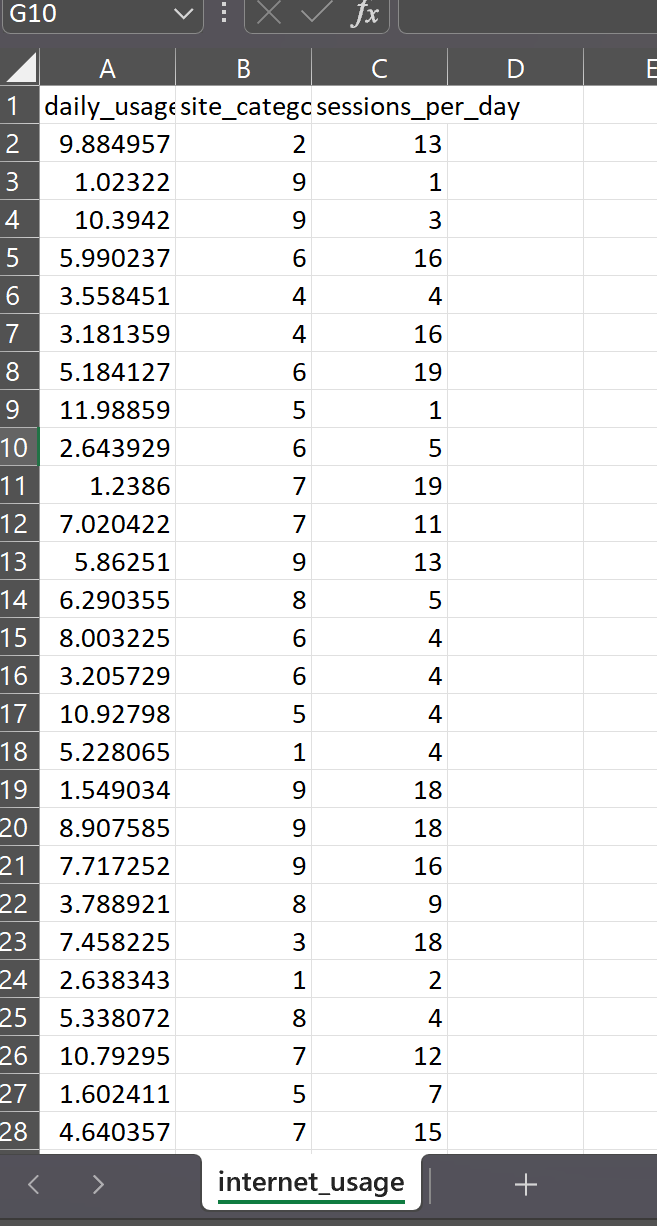 G10 fx
A B C D E
1 daily_usage site_catego sessions_per_day
2 9.884957 2 13
3 1.02322 9 1
4 10.3942 9 3
5 5.990237 6 16
6 3.558451 4 4
7 3.181359 4 16
8 5.184127 6 19
9 11.98859 5 1
10 2.643929 6 5
11 1.2386 7 19
12 7.020422 7 11
13 5.86251 9 13
14 6.290355 8 5
15 8.003225 6 4
16 3.205729 6 4
17 10.92798 5 4
18 5.228065 1 4
19 1.549034 9 18
20 8.907585 9 18
21 7.717252 9 16
22 3.788921 8 9
23 7.458225 3 18
24 2.638343 1 2
25 5.338072 8 4
26 10.79295 7 12
27 1.602411 5 7
28 4.640357 7 15
internet_usage